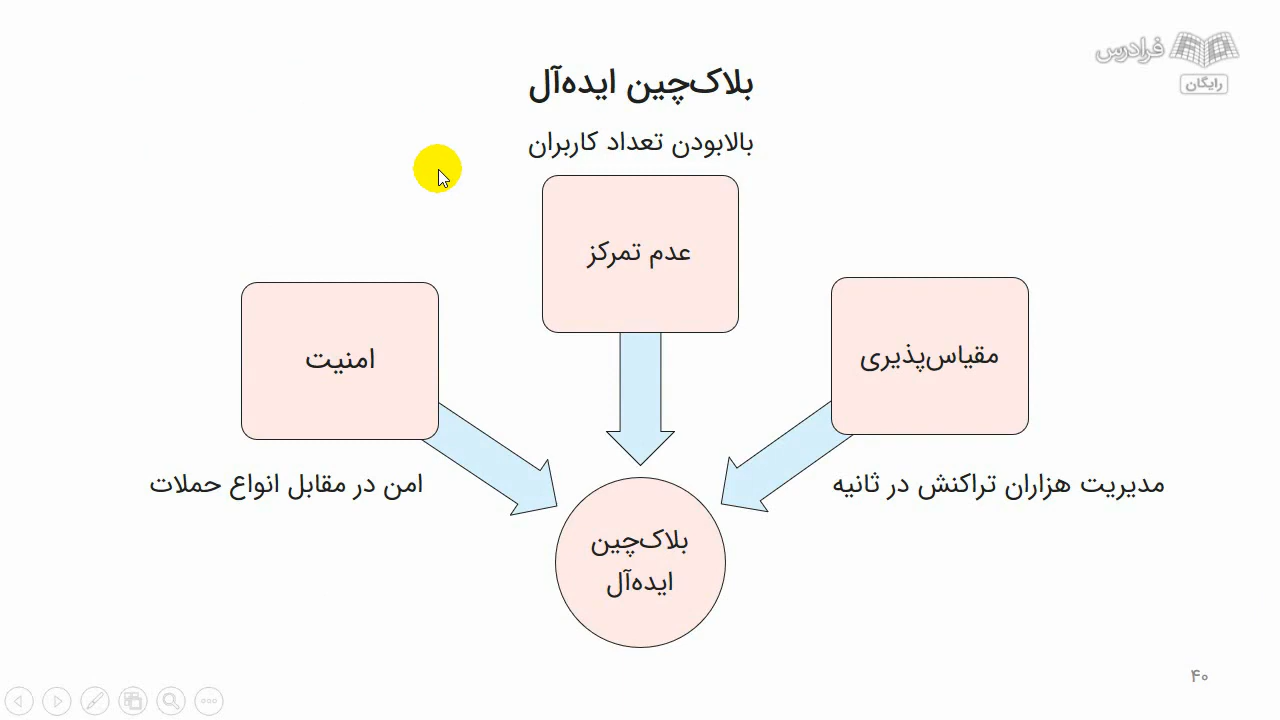 فرادرس
رایگان
بلاک‌چین ایده‌آل
بالابودن تعداد کاربران
عدم تمرکز
مقیاس‌پذیری
امنیت
مدیریت هزاران تراکنش در ثانیه
امن در مقابل انواع حملات
بلاک‌چین
ایده‌آل
۴۰